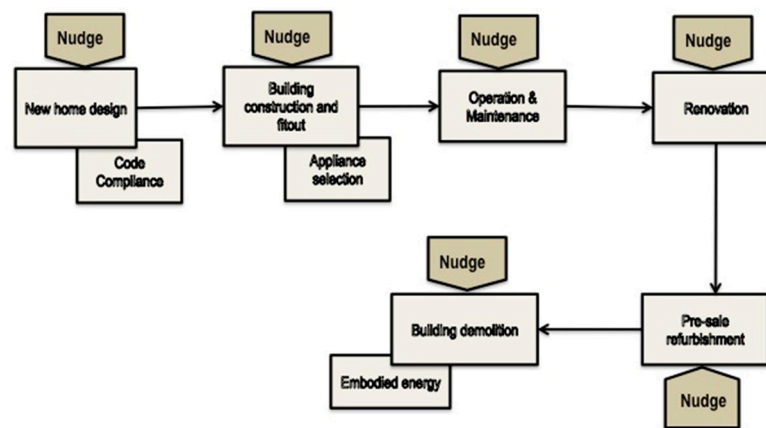 Nudge
Nudge
Nudge
Nudge
New home design
Building
construction and
fitout
Operation &
Maintenance
Renovation
Code
Compliance
Appliance
selection
Nudge
Building demolition
Pre-sale
refurbishment
Embodied energy
Nudge